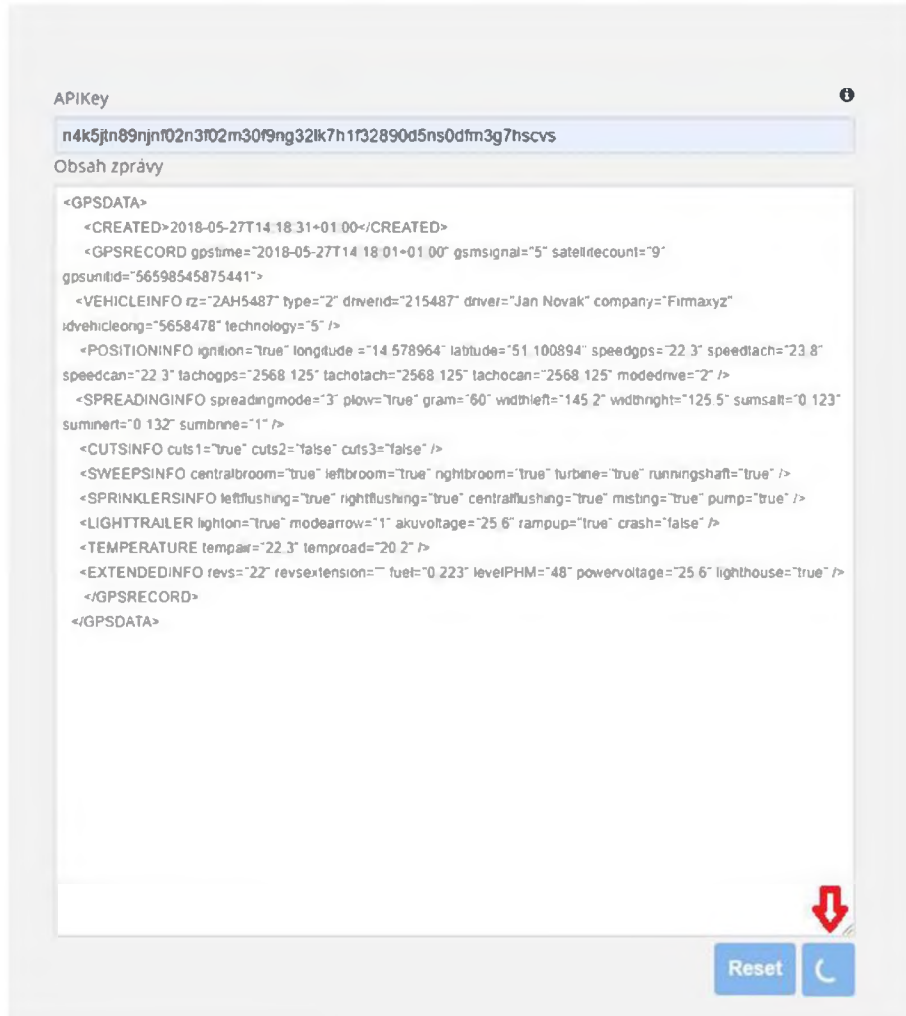 APIKey
n4k5jtn89njnf02n3f02m30f9ng32lk7h1f32890d5ns0dfm3g7hscvs
Obsah zprávy
<GPSDATA>
<CREATED>2018-05-27T14:18:31+01:00</CREATED>
<GPSRECORD gpstime="2018-05-27T14:18:01+01:00" gsmsignal="5" satelitecount="9"
gpsunitid="56598545875441">
<VEHICLEINFO rz="2AH5487" type="2" driverid="215487" driver="Jan Novak" company="Firmaxyz"
idvehicleorig="5658478" technology="5" />
<POSITIONINFO ignition="true" longitude ="14.578964" latitude="51.100894" speedgps="22.3" speedtach="23.8"
speedcan="22.3" tachogps="2568.125" tachotach="2568.125" tachocan="2568.125" modedrive="2" />
<SPREADINGINFO spreadingmode="3" plow="true" gram="60" widthleft="145.2" widthright="125.5" sumsalt="0.123"
suminert="0.132" sumbrine="1" />
<CUTSINFO cuts1="true" cuts2="false" cuts3="false" />
<SWEEPSINFO centralbroom="true" leftbroom="true" rightbroom="true" turbine="true" runningshaft="true" />
<SPRINKLERSINFO leftflushing="true" rightflushing="true" centralflushing="true" misting="true" pump="true" />
<LIGHTTRAILER lighton="true" modearrow="1" akuvoltage="25.6" rampup="true" crash="false" />
<TEMPERATURE tempair="22.3" temproad="20.2" />
<EXTENDEDINFO revs="22" revsextension="" fuel="0.223" levelPHM="48" powervoltage="25.6" lighthouse="true" />
</GPSRECORD>
</GPSDATA>
Reset